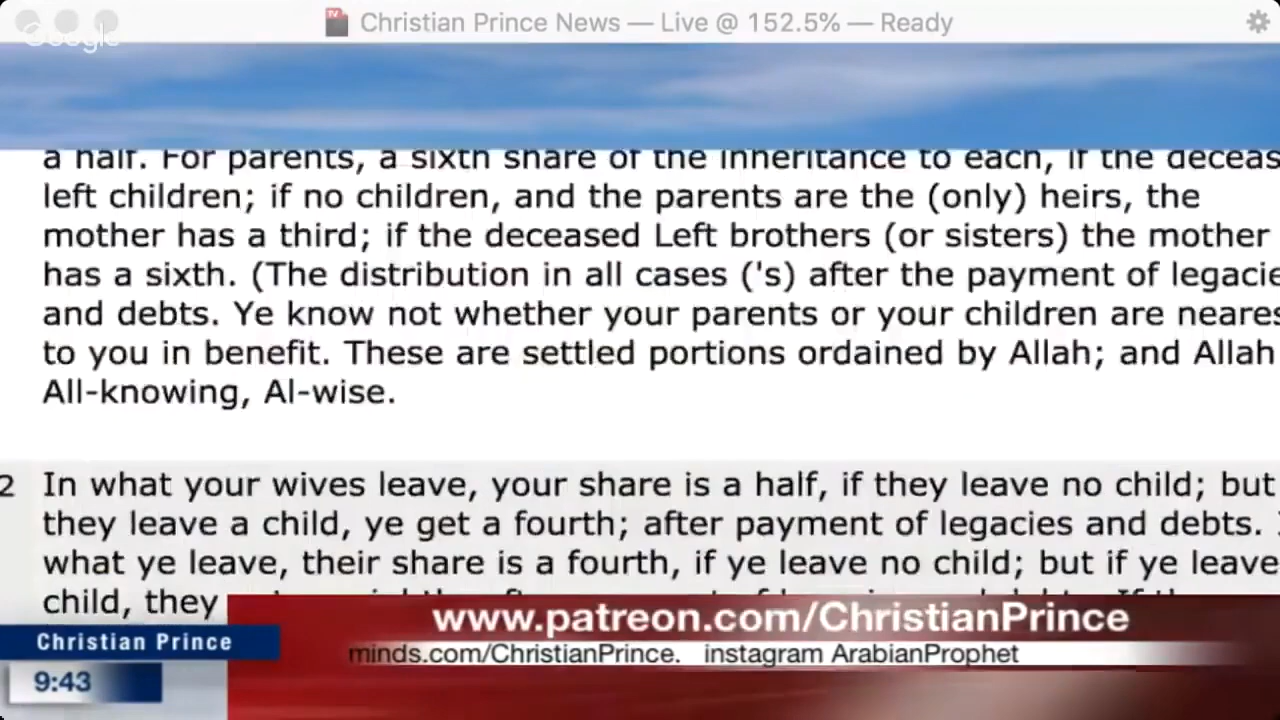 Christian Prince News — Live @ 152.5% — Ready
Google
a half. For parents, a sixth share of the inheritance to each, if the deceas
left children; if no children, and the parents are the (only) heirs, the
mother has a third; if the deceased Left brothers (or sisters) the mother
has a sixth. (The distribution in all cases ('s) after the payment of legacie
and debts. Ye know not whether your parents or your children are neares
to you in benefit. These are settled portions ordained by Allah; and Allah
All-knowing, Al-wise.
2 In what your wives leave, your share is a half, if they leave no child; but
they leave a child, ye get a fourth; after payment of legacies and debts.
what ye leave, their share is a fourth, if ye leave no child; but if ye leave
child, they
www.patreon.com/ChristianPrince
Christian Prince
minds.com/ChristianPrince. instagram ArabianProphet
9:43